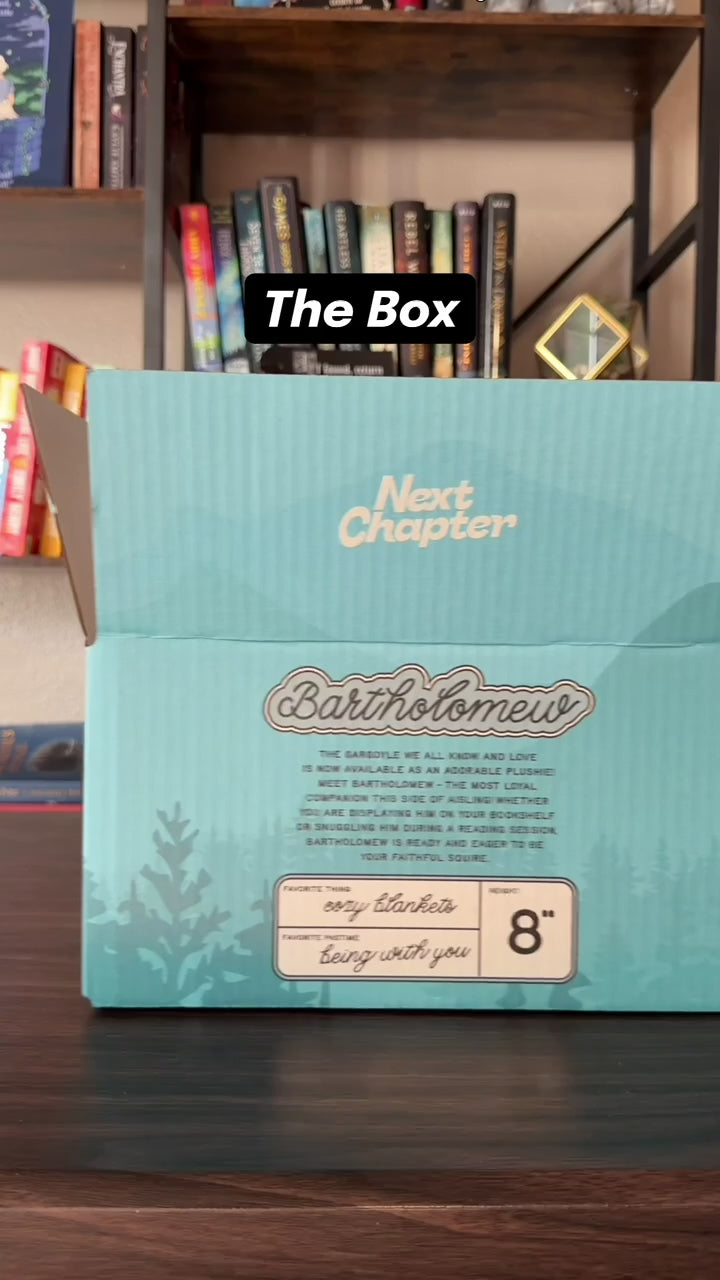 The Box
HEARTLESS
REBEL
Next
Chapter
Bartholomew
THE GARGOYLE WE ALL KNOW AND LOVE
IS NOW AVAILABLE AS AN ADORABLE PLUSHIE!
MEET BARTHOLOMEW - THE MOST LOYAL
COMPANION THIS SIDE OF AISLING! WHETHER
YOU ARE DISPLAYING HIM ON YOUR BOOKSHELF
OR SNUGGLING HIM DURING A READING SESSION,
BARTHOLOMEW IS READY AND EAGER TO BE
YOUR FAITHFUL SQUIRE.
FAVORITE THING:
cozy blankets
HEIGHT:
8"
FAVORITE PASTIME:
being with you